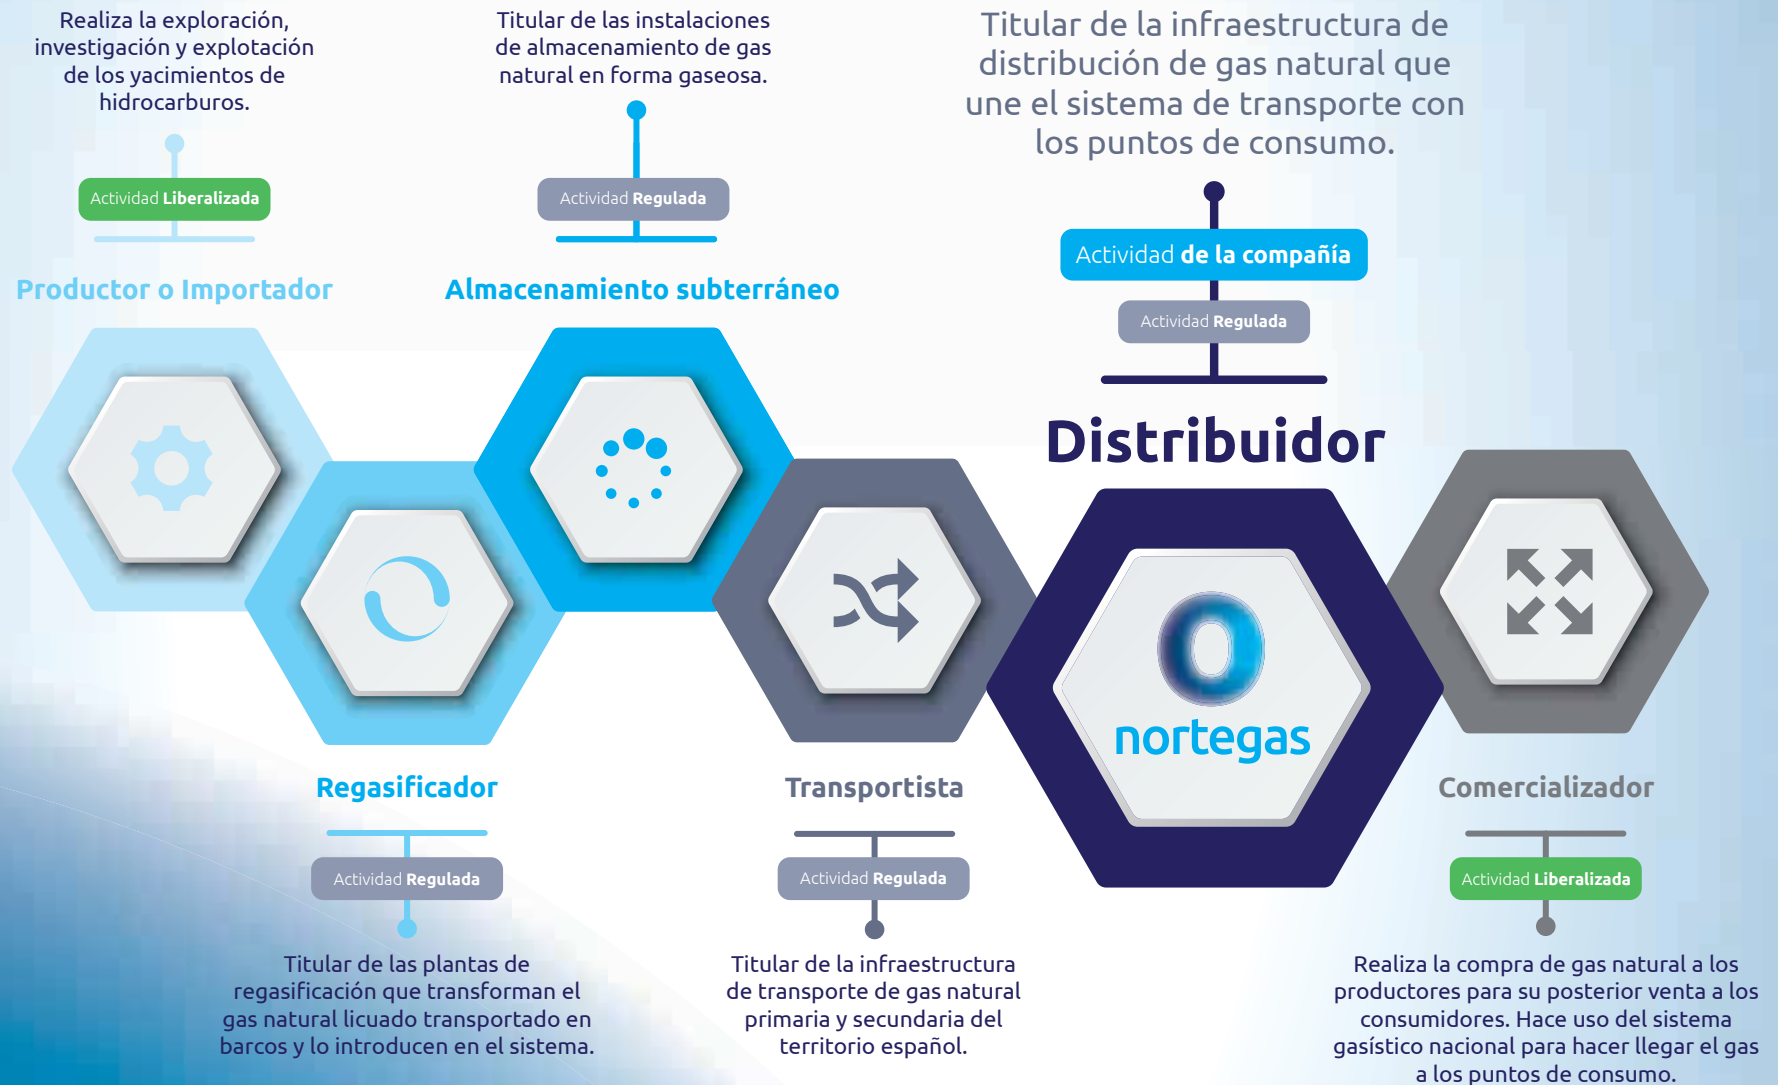 Realiza la exploración,
investigación y explotación
de los yacimientos de
hidrocarburos.
Actividad Liberalizada
Productor o Importador
Titular de las instalaciones
de almacenamiento de gas
natural en forma gaseosa.
Actividad Regulada
Almacenamiento subterráneo
Titular de la infraestructura de
distribución de gas natural que
une el sistema de transporte con
los puntos de consumo.
Actividad de la compañía
Actividad Regulada
Distribuidor
nortegas
Regasificador
Actividad Regulada
Titular de las plantas de
regasificación que transforman el
gas natural licuado transportado en
barcos y lo introducen en el sistema.
Transportista
Actividad Regulada
Titular de la infraestructura
de transporte de gas natural
primaria y secundaria del
territorio español.
Comercializador
Actividad Liberalizada
Realiza la compra de gas natural a los
productores para su posterior venta a los
consumidores. Hace uso del sistema
gasístico nacional para hacer llegar el gas
a los puntos de consumo.